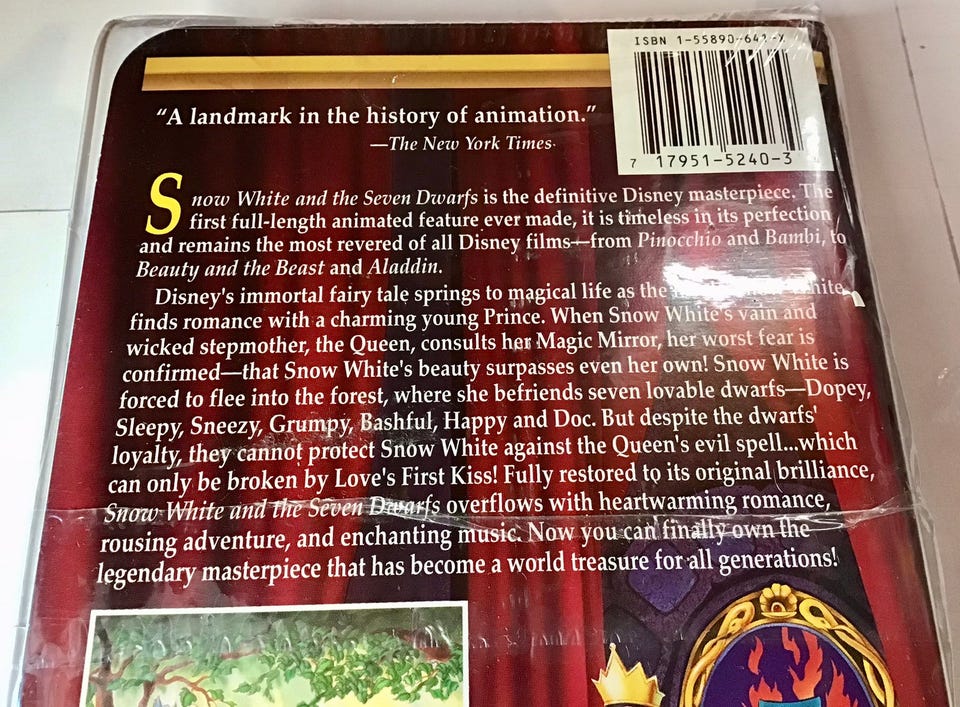 ISBN 1-55890-641-X
7 17951-5240-3
“A landmark in the history of animation.”
—The New York Times
Snow White and the Seven Dwarfs is the definitive Disney masterpiece. The
first full-length animated feature ever made, it is timeless in its perfection
and remains the most revered of all Disney films—from Pinocchio and Bambi, to
Beauty and the Beast and Aladdin.
Disney's immortal fairy tale springs to magical life as the White
finds romance with a charming young Prince. When Snow White's vain and
wicked stepmother, the Queen, consults her Magic Mirror, her worst fear is
confirmed—that Snow White's beauty surpasses even her own! Snow White is
forced to flee into the forest, where she befriends seven lovable dwarfs—Dopey,
Sleepy, Sneezy, Grumpy, Bashful, Happy and Doc. But despite the dwarfs'
loyalty, they cannot protect Snow White against the Queen's evil spell...which
can only be broken by Love's First Kiss! Fully restored to its original brilliance,
Snow White and the Seven Dwarfs overflows with heartwarming romance,
rousing adventure, and enchanting music. Now you can finally own the
legendary masterpiece that has become a world treasure for all generations!